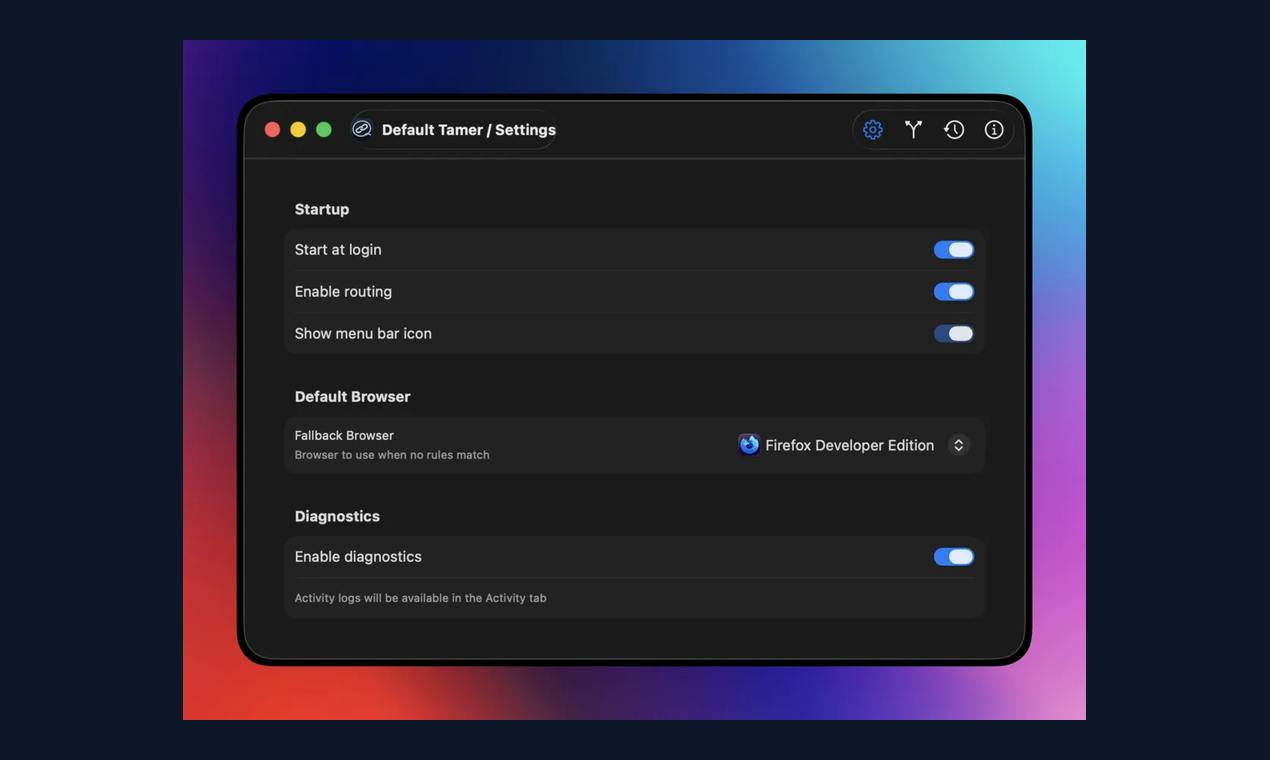 Default Tamer / Settings
Startup
Start at login
Enable routing
Show menu bar icon
Default Browser
Fallback Browser
Browser to use when no rules match
Firefox Developer Edition
Diagnostics
Enable diagnostics
Activity logs will be available in the Activity tab